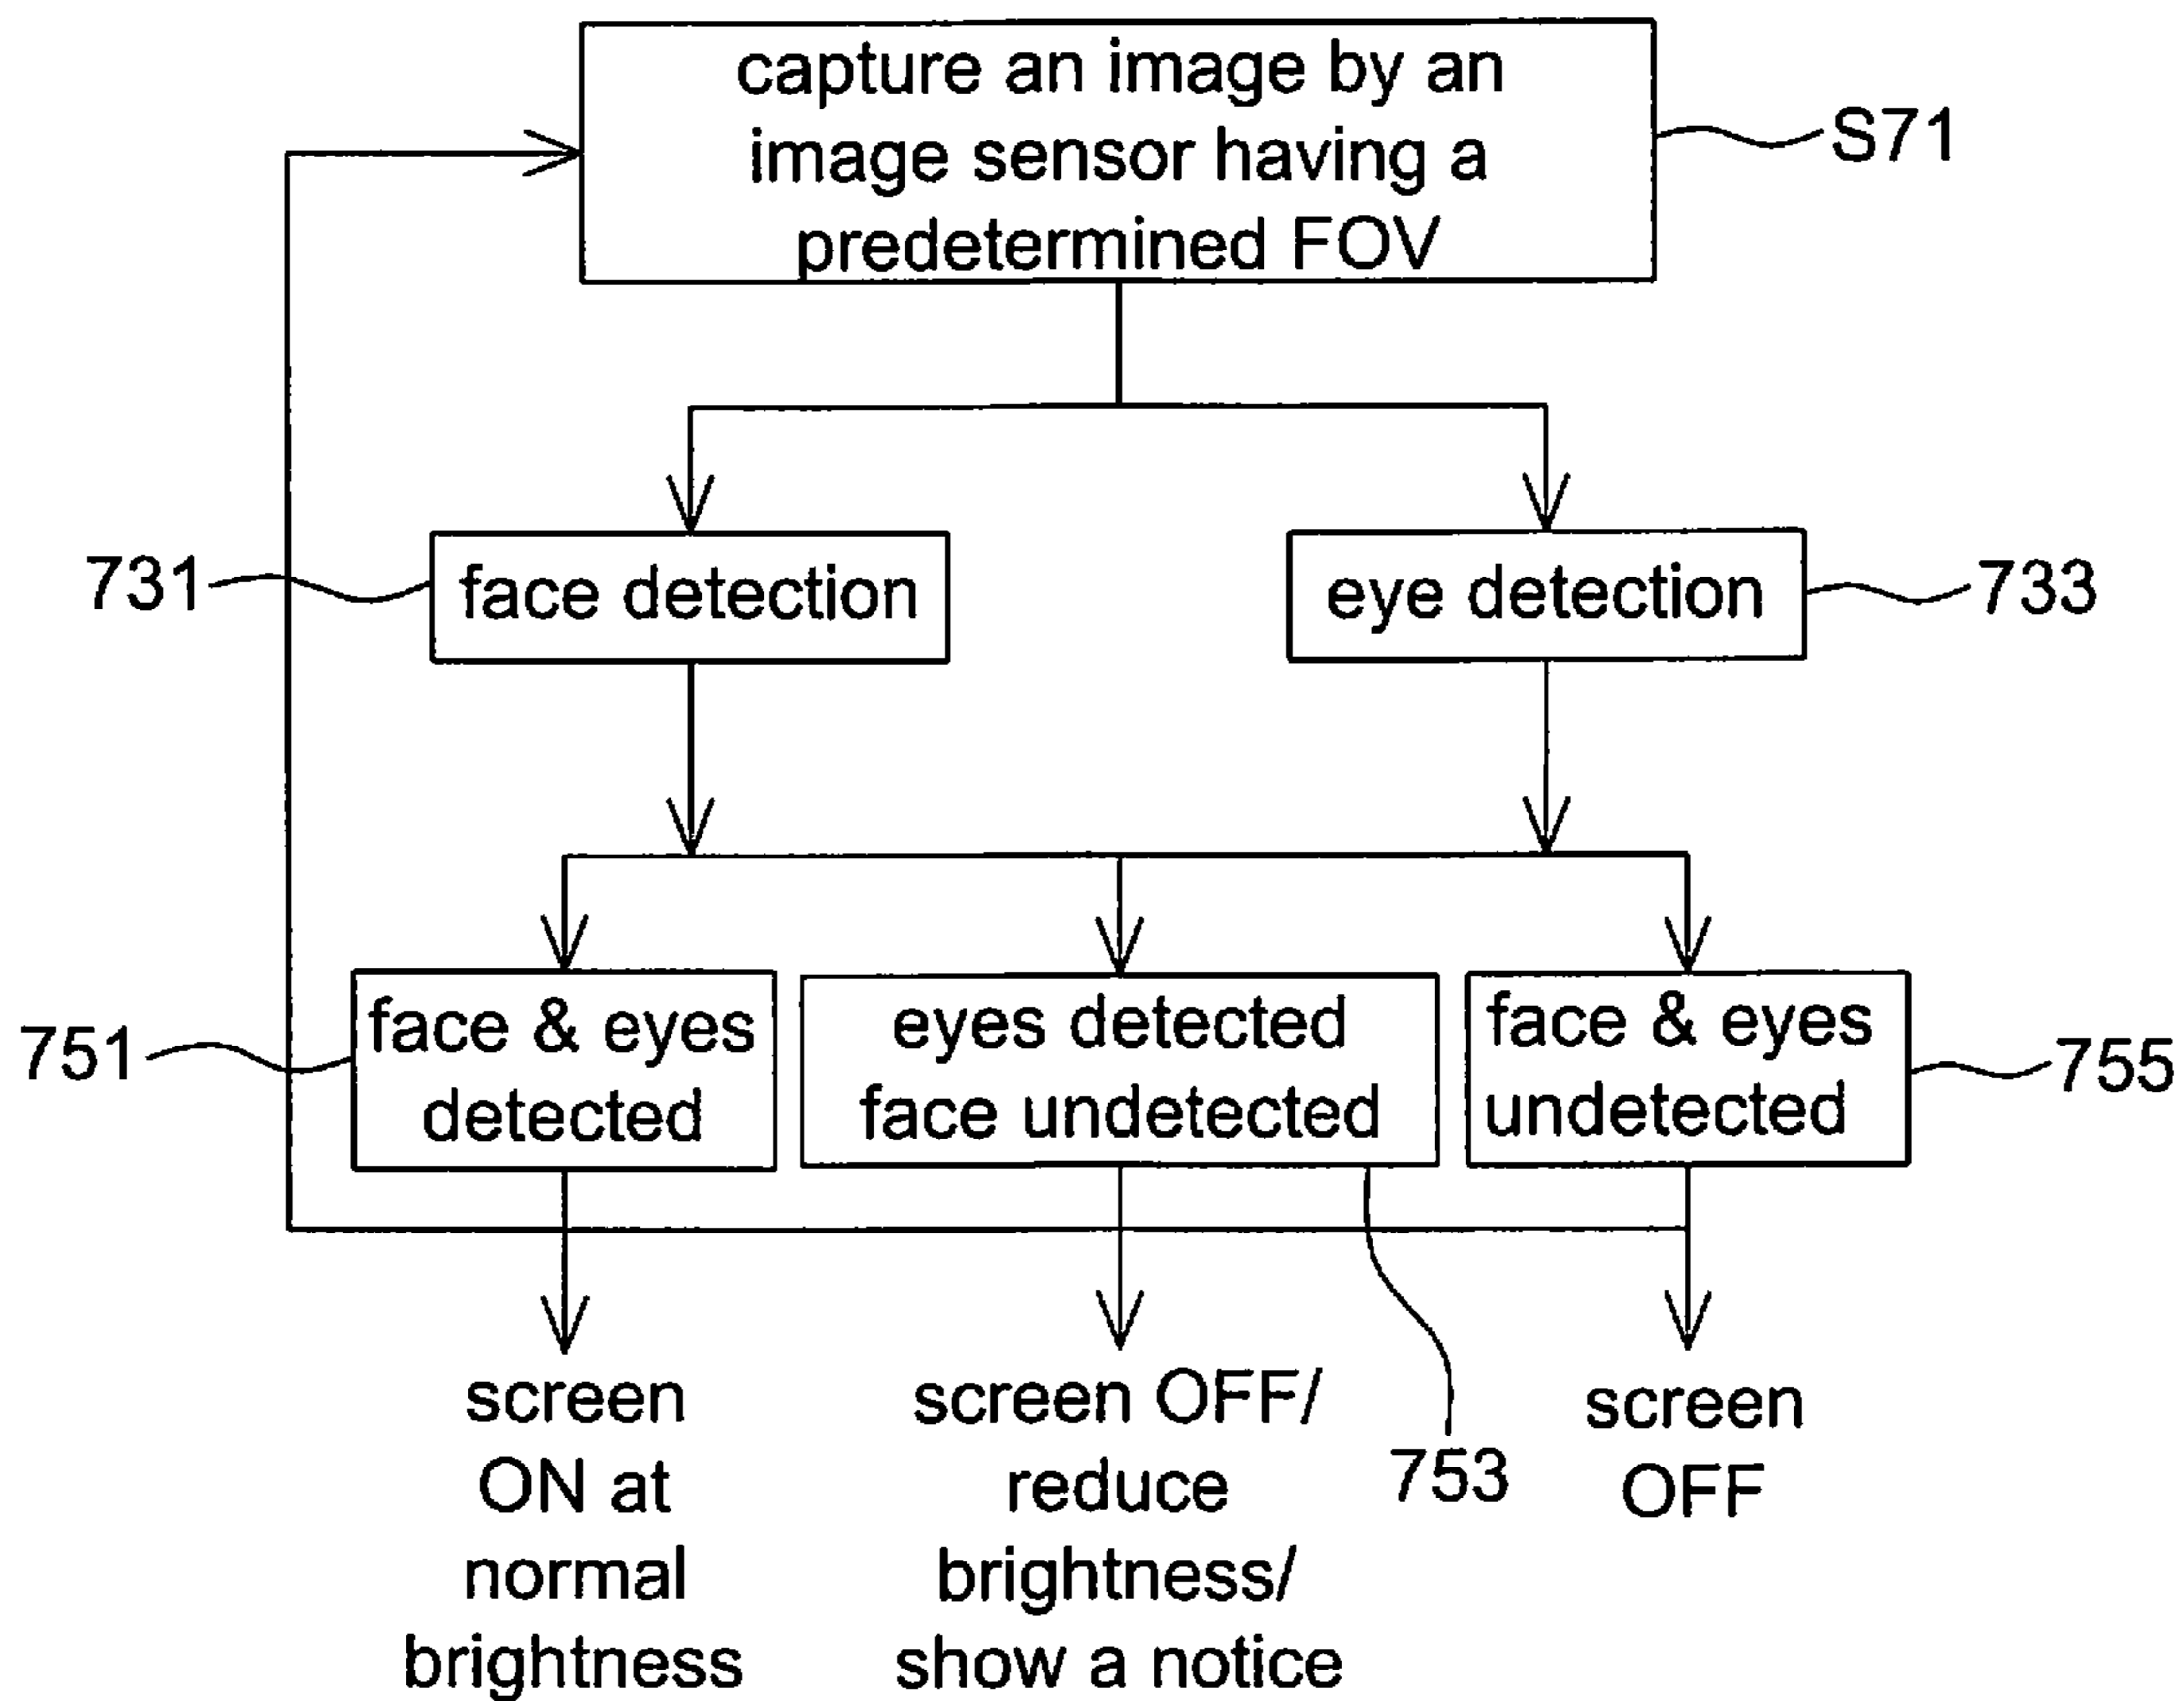 capture an image by an
image sensor having a
predetermined FOV
S71
731
face detection
eye detection
733
751
face & eyes
detected
eyes detected
face undetected
face & eyes
undetected
755
screen
ON at
normal
brightness
screen OFF/
reduce
brightness/
show a notice
753
screen
OFF